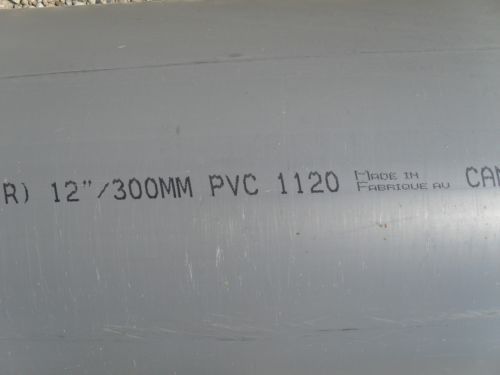 R) 12"/300MM PVC 1120 MADE IN
FABRIQUE AU CAN